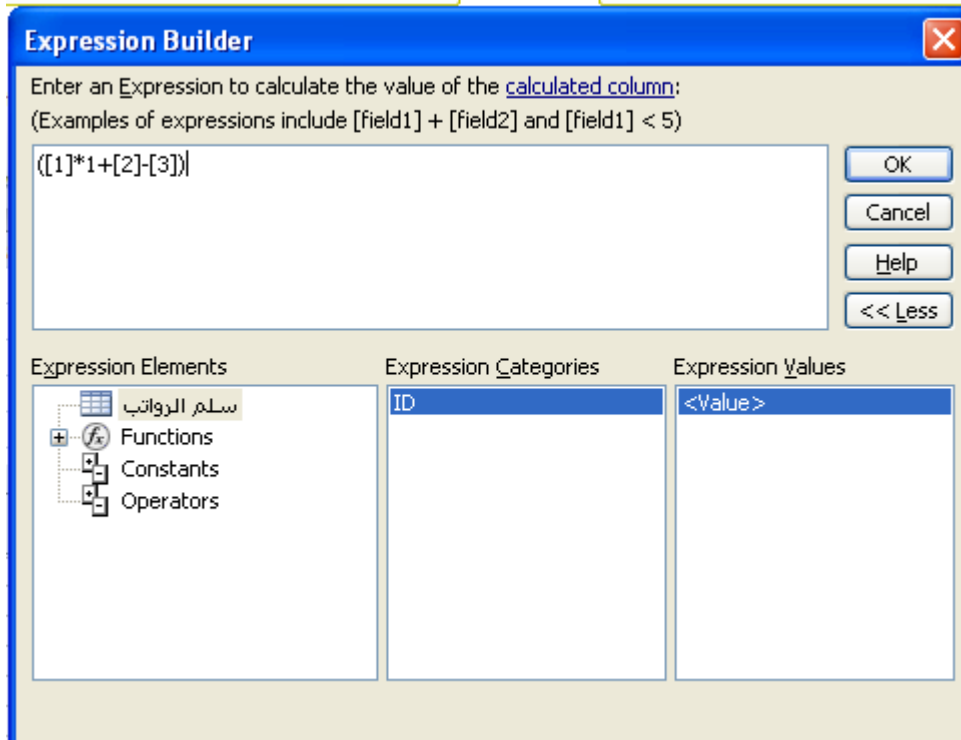 Expression Builder
Enter an Expression to calculate the value of the calculated column:
(Examples of expressions include [field1] + [field2] and [field1] < 5)
([1]*1+[2]-[3])
OK
Cancel
Help
<< Less
Expression Elements
Expression Categories
Expression Values
سلم الرواتب
ID
<Value>
Functions
Constants
Operators